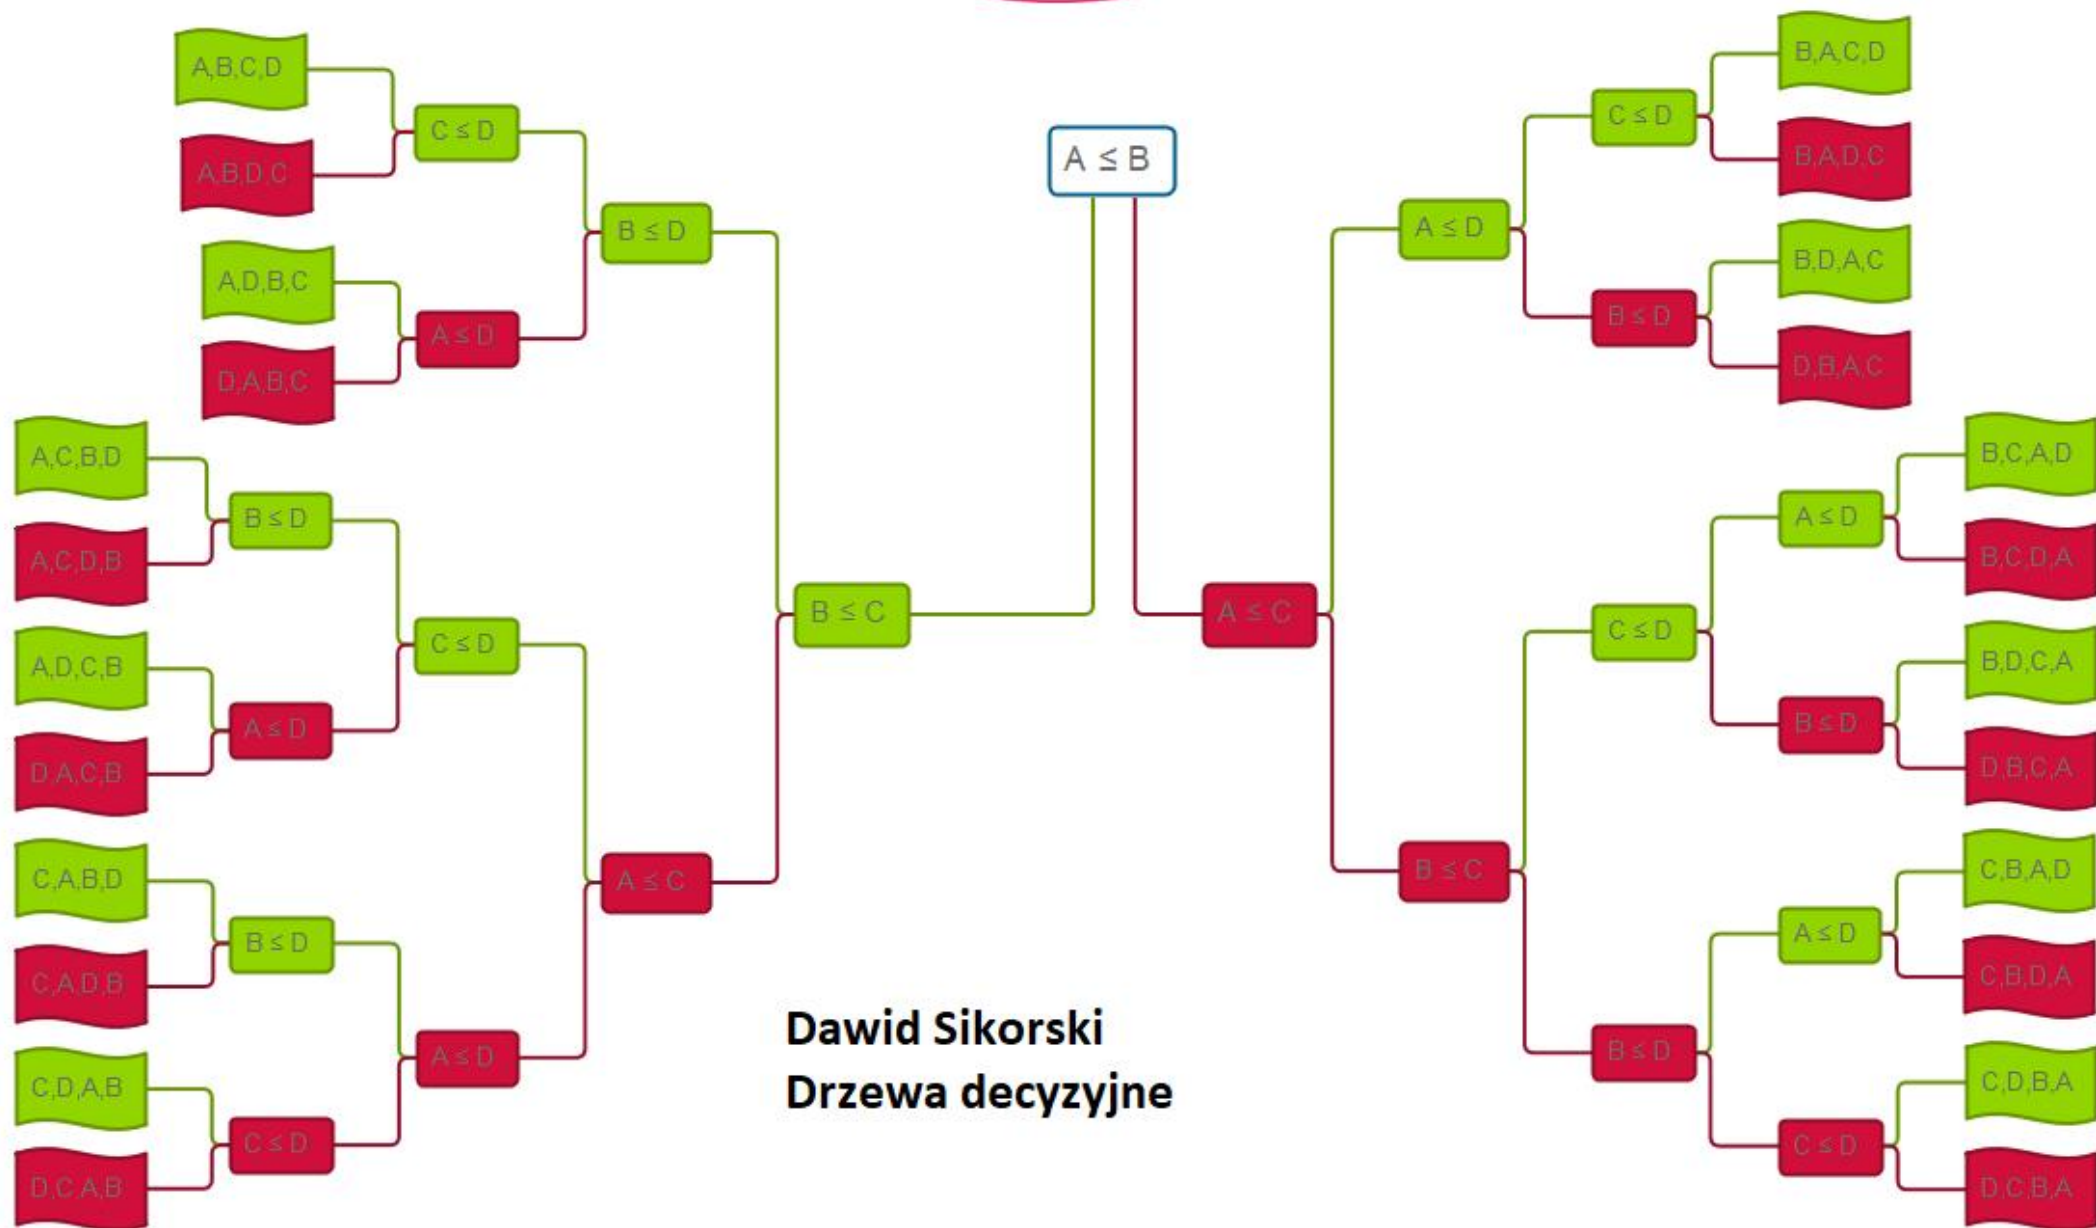 A ≤ B
B ≤ C
B ≤ D
C ≤ D
A,B,C,D
A,B,D,C
A ≤ D
A,D,B,C
D,A,B,C
A ≤ C
C ≤ D
B ≤ D
A,C,B,D
A,C,D,B
A ≤ D
A,D,C,B
D,A,C,B
A ≤ D
B ≤ D
C,A,B,D
C,A,D,B
C ≤ D
C,D,A,B
D,C,A,B
A ≤ C
A ≤ D
C ≤ D
B,A,C,D
B,A,D,C
B ≤ D
B,D,A,C
D,B,A,C
B ≤ C
C ≤ D
A ≤ D
B,C,A,D
B,C,D,A
B ≤ D
B,D,C,A
D,B,C,A
B ≤ D
A ≤ D
C,B,A,D
C,B,D,A
C ≤ D
C,D,B,A
D,C,B,A
Dawid Sikorski
Drzewa decyzyjne